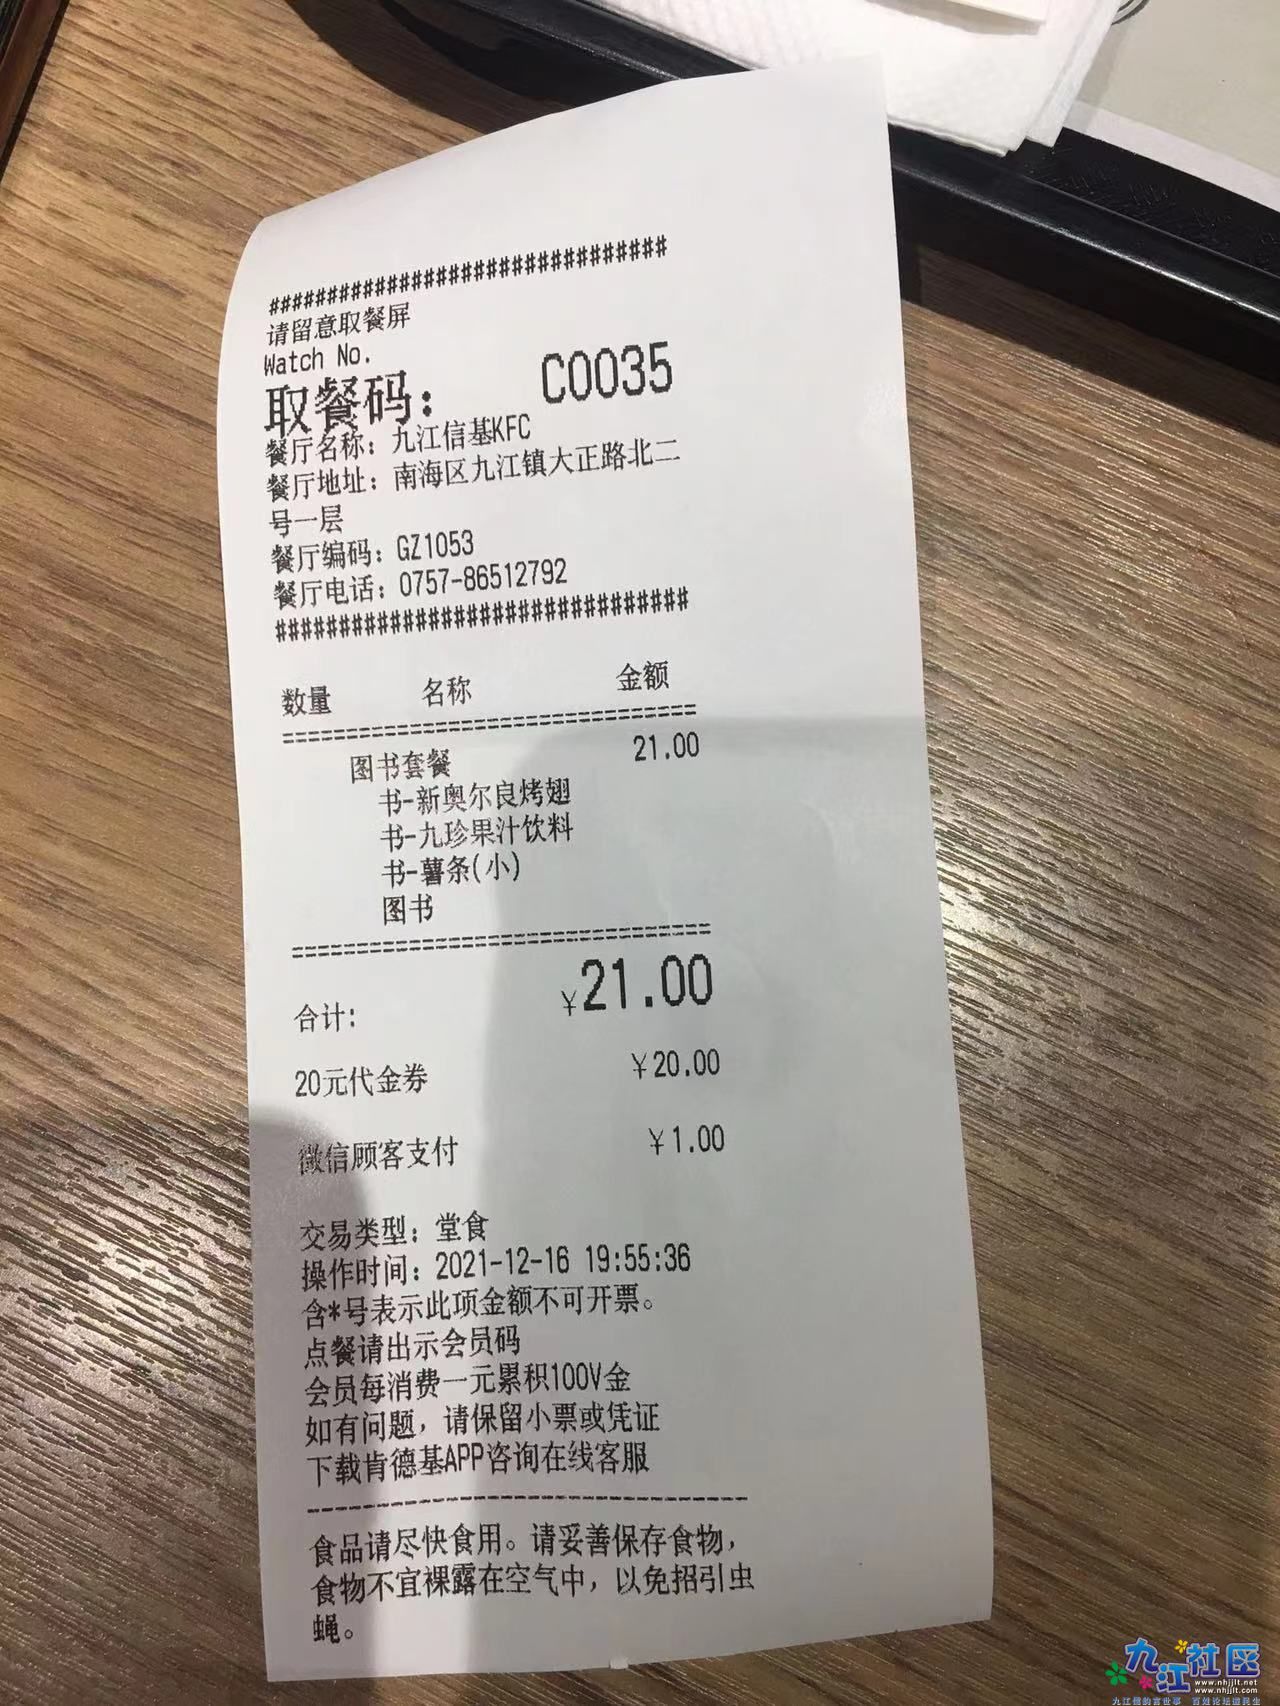 ##################################
请留意取餐屏
Watch No.
取餐码： C0035
餐厅名称：九江信基KFC
餐厅地址：南海区九江镇大正路北二
号一层
餐厅编码：GZ1053
餐厅电话：0757-86512792
##################################
数量 名称 金额
==================================
图书套餐 21.00
书-新奥尔良烤翅
书-九珍果汁饮料
书-薯条(小)
图书
==================================
合计: ¥21.00
20元代金券 ¥20.00
微信顾客支付 ¥1.00
交易类型：堂食
操作时间：2021-12-16 19:55:36
含*号表示此项金额不可开票。
点餐请出示会员码
会员每消费一元累积100V金
如有问题，请保留小票或凭证
下载肯德基APP咨询在线客服
----------------------------------
食品请尽快食用。请妥善保存食物，
食物不宜裸露在空气中，以免招引虫
蝇。
九江社区
www.nhjjlt.net
www.nhjjlt.com